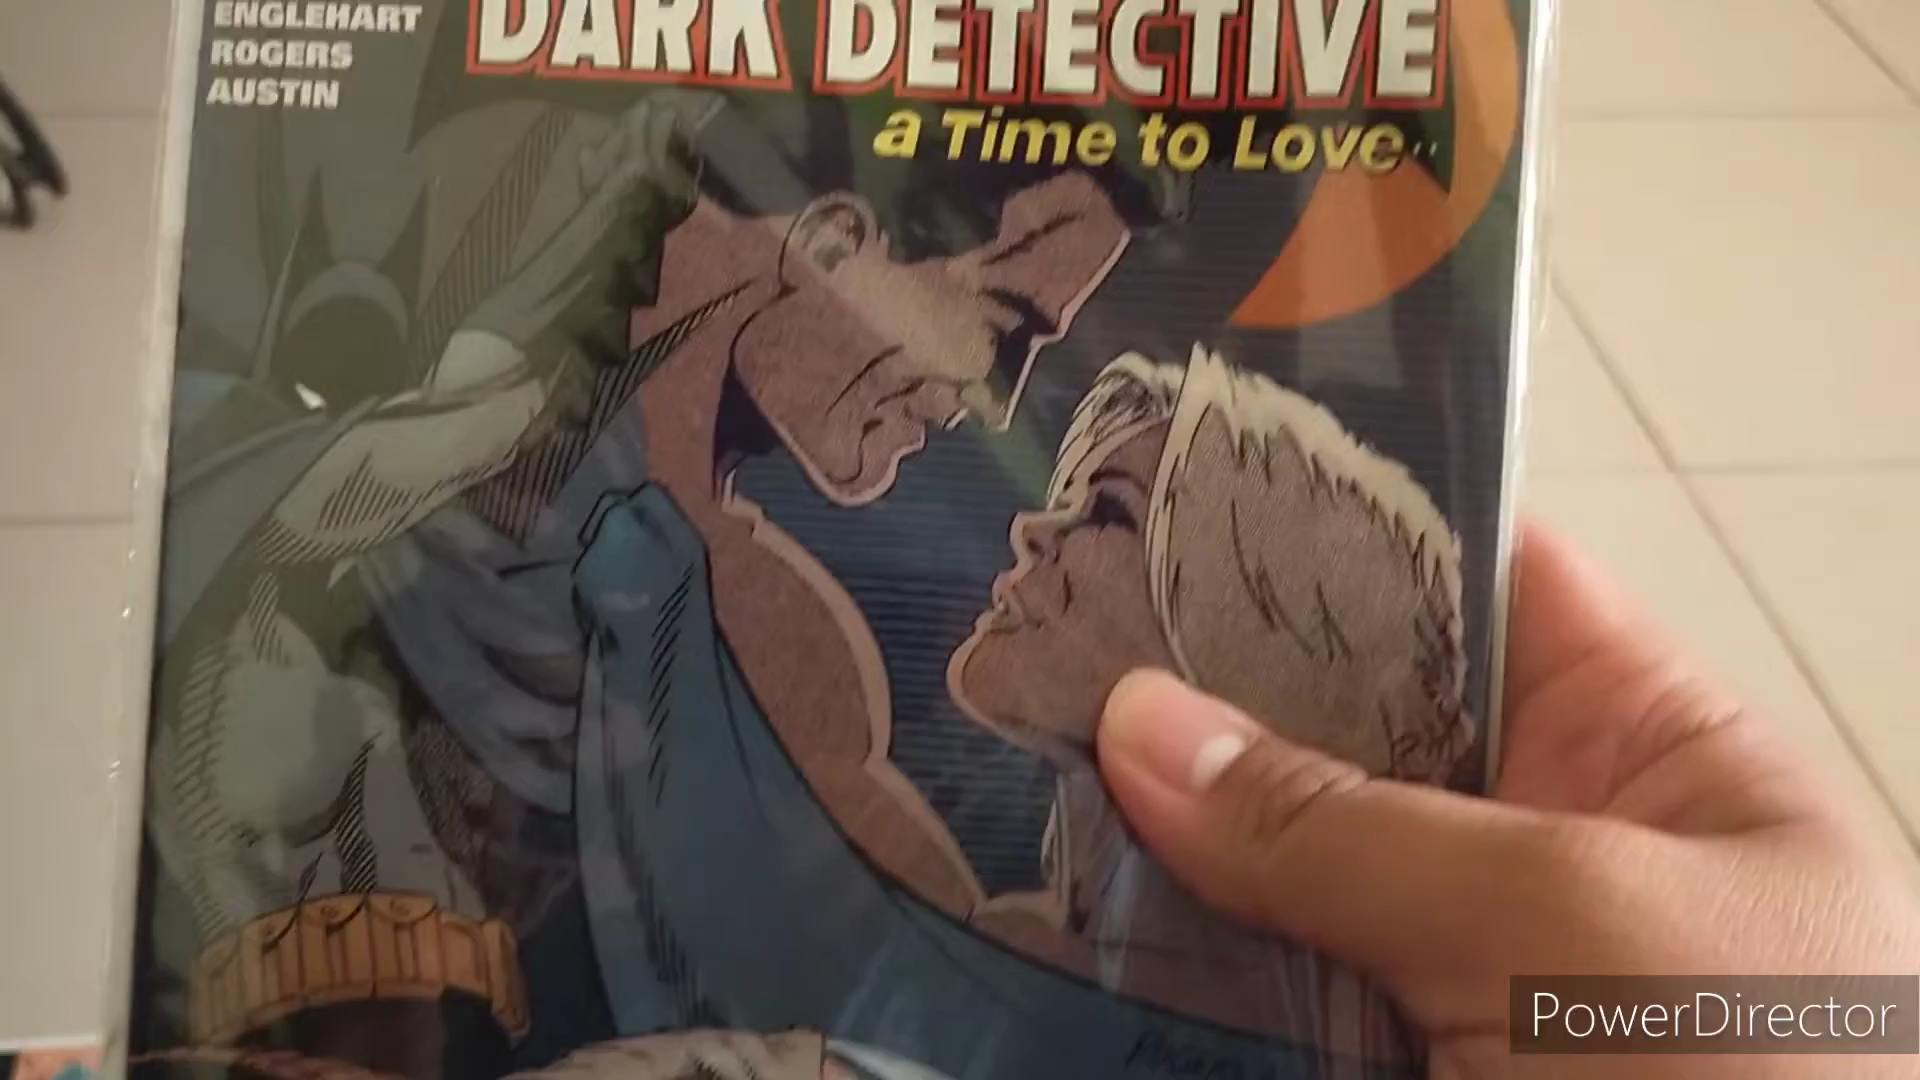 ENGLEHART
ROGERS
AUSTIN
DARK DETECTIVE
a Time to Love..
PowerDirector